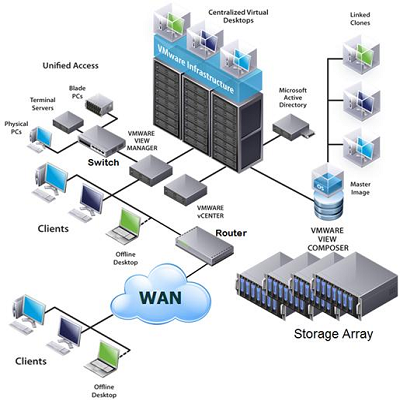 Centralized Virtual
Desktops
Linked
Clones
VMware Infrastructure
Unified Access
Blade
PCs
Terminal
Servers
Physical
PCs
Microsoft
Active
Directory
Switch
VMWARE
VIEW
MANAGER
OS
Master
Image
VMWARE
vCENTER
Clients
Router
VMWARE
VIEW
COMPOSER
Offline
Desktop
WAN
Storage Array
Clients
Offline
Desktop